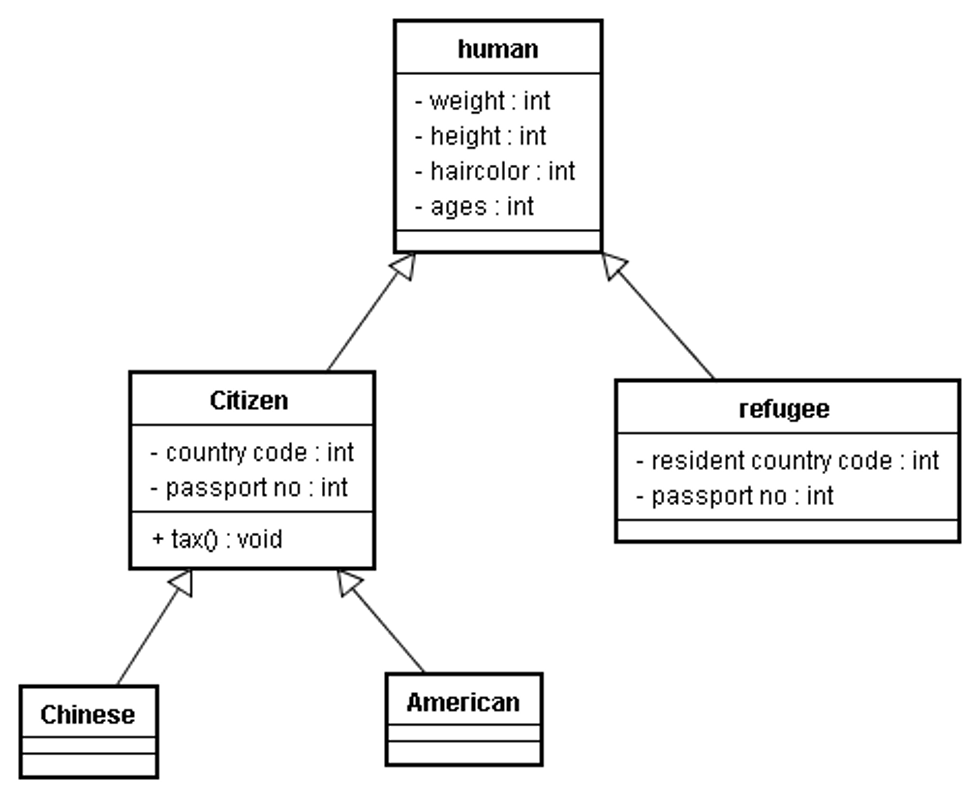 human
- weight : int
- height : int
- haircolor : int
- ages : int
Citizen
- country code : int
- passport no : int
+ tax() : void
refugee
- resident country code : int
- passport no : int
Chinese
American